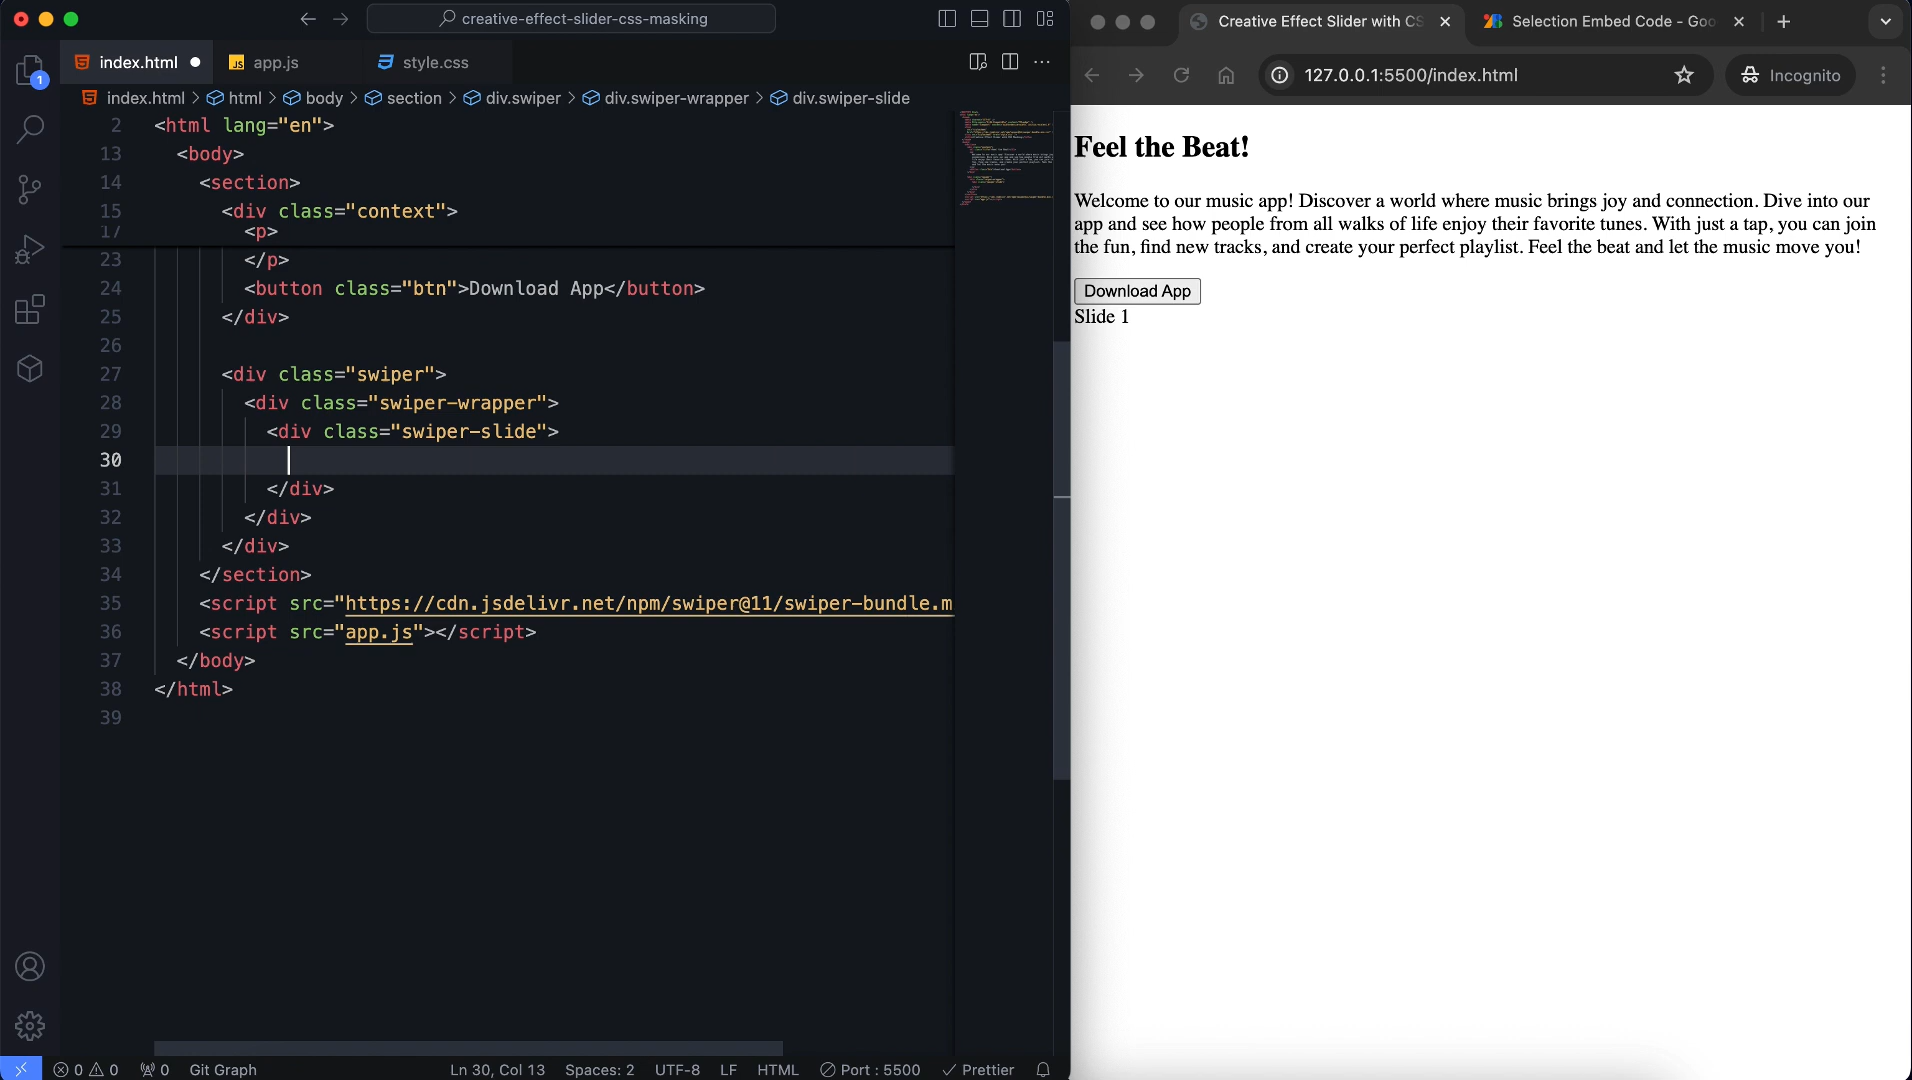 creative-effect-slider-css-masking
1
index.html
app.js
style.css
index.html > html > body > section > div.swiper > div.swiper-wrapper > div.swiper-slide
2 <html lang="en">
13 <body>
14 <section>
15 <div class="context">
17 <p>
23 </p>
24 <button class="btn">Download App</button>
25 </div>
26
27 <div class="swiper">
28 <div class="swiper-wrapper">
29 <div class="swiper-slide">
30
31 </div>
32 </div>
33 </div>
34 </section>
35 <script src="https://cdn.jsdelivr.net/npm/swiper@11/swiper-bundle.m
36 <script src="app.js"></script>
37 </body>
38 </html>
39
0 0 0 Git Graph Ln 30, Col 13 Spaces: 2 UTF-8 LF HTML Port : 5500 Prettier
Creative Effect Slider with CS
Selection Embed Code - Goo
127.0.0.1:5500/index.html
Incognito
Feel the Beat!
Welcome to our music app! Discover a world where music brings joy and connection. Dive into our
app and see how people from all walks of life enjoy their favorite tunes. With just a tap, you can join
the fun, find new tracks, and create your perfect playlist. Feel the beat and let the music move you!
Download App
Slide 1